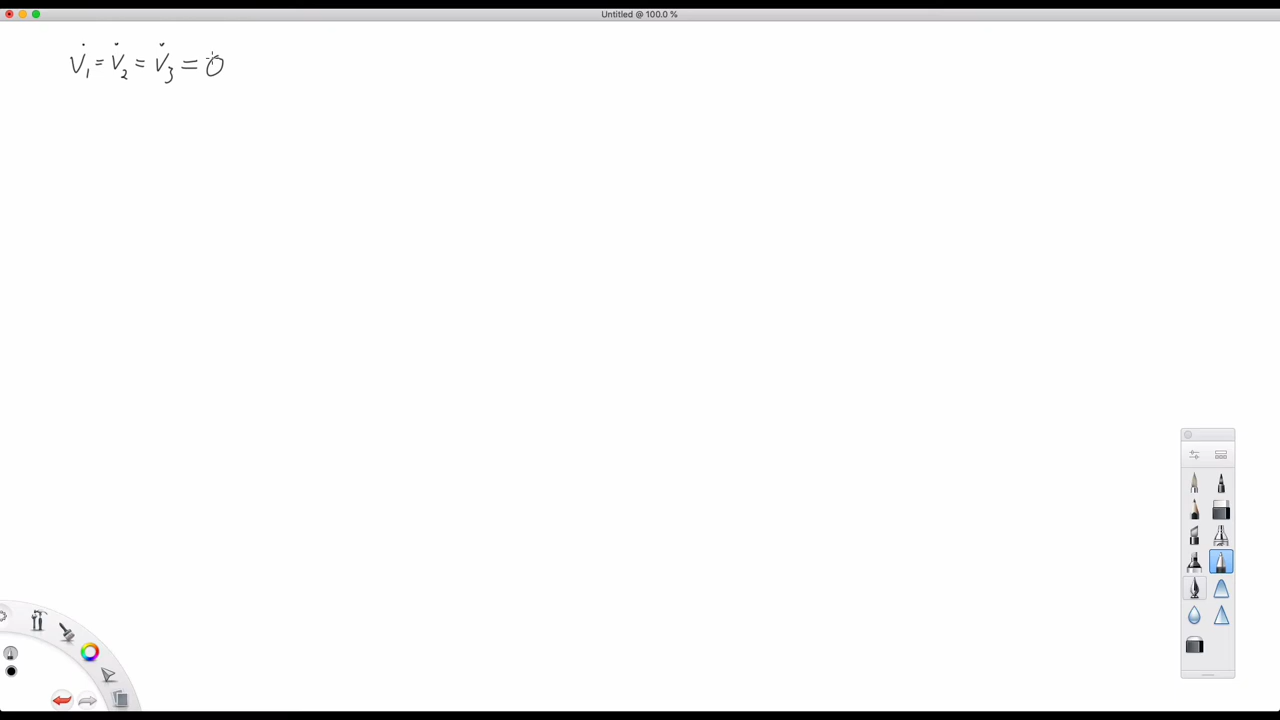 Untitled @ 100.0 %
V̇₁ = V̇₂ = V̇₃ = 0